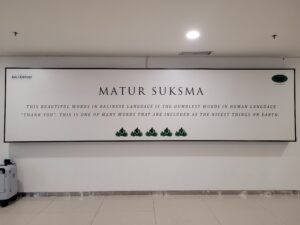 MATUR SUKSMA
THIS BEAUTIFUL WORDS IN BALINESE LANGUAGE IS THE HUMBLEST WORDS IN HUMAN LANGUAGE
"THANK YOU". THIS IS ONE OF MANY WORDS THAT ARE INCLUDED AS THE NICEST THINGS ON EARTH.